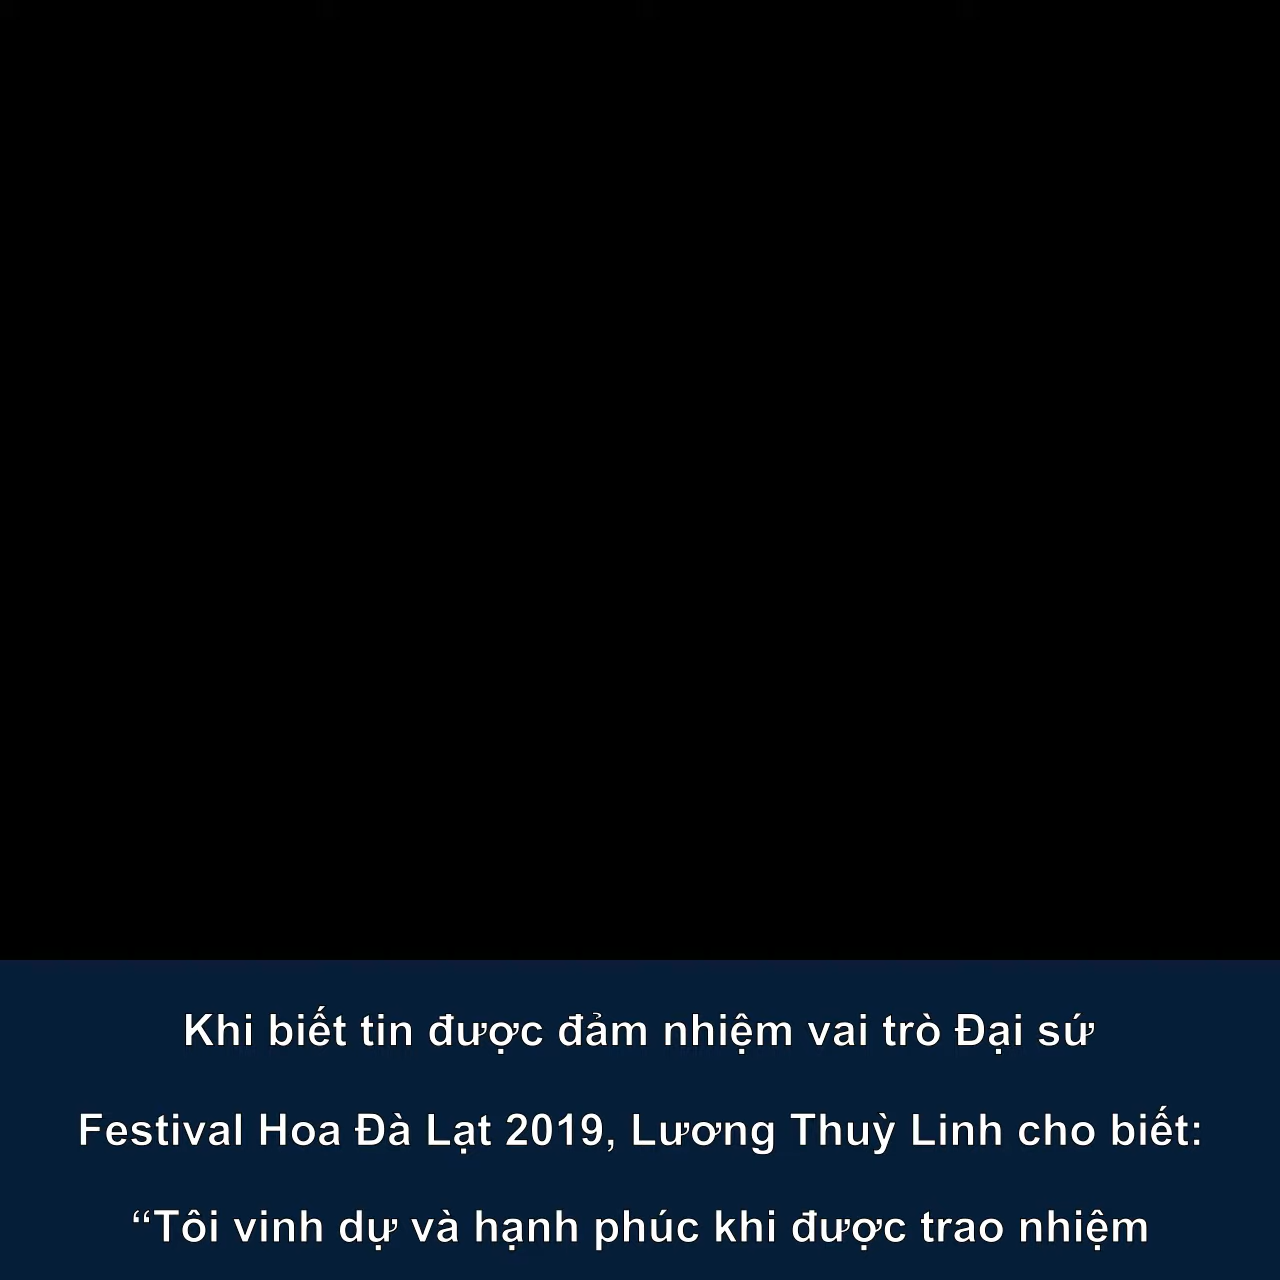 Khi biết tin được đảm nhiệm vai trò Đại sứ
Festival Hoa Đà Lạt 2019, Lương Thuỳ Linh cho biết:
“Tôi vinh dự và hạnh phúc khi được trao nhiệm